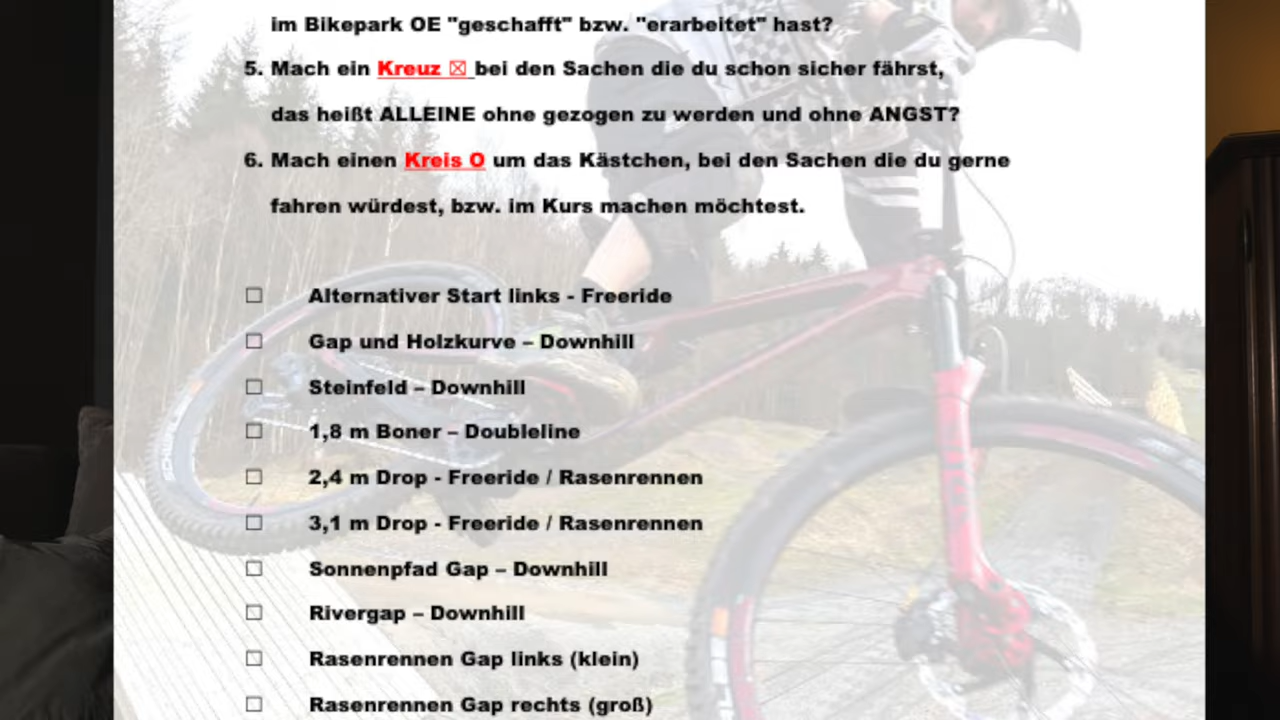 im Bikepark OE "geschafft" bzw. "erarbeitet" hast?
5. Mach ein Kreuz ☒ bei den Sachen die du schon sicher fährst,
das heißt ALLEINE ohne gezogen zu werden und ohne ANGST?
6. Mach einen Kreis O um das Kästchen, bei den Sachen die du gerne
fahren würdest, bzw. im Kurs machen möchtest.
☐ Alternativer Start links - Freeride
☐ Gap und Holzkurve – Downhill
☐ Steinfeld – Downhill
☐ 1,8 m Boner – Doubleline
☐ 2,4 m Drop - Freeride / Rasenrennen
☐ 3,1 m Drop - Freeride / Rasenrennen
☐ Sonnenpfad Gap – Downhill
☐ Rivergap – Downhill
☐ Rasenrennen Gap links (klein)
☐ Rasenrennen Gap rechts (groß)